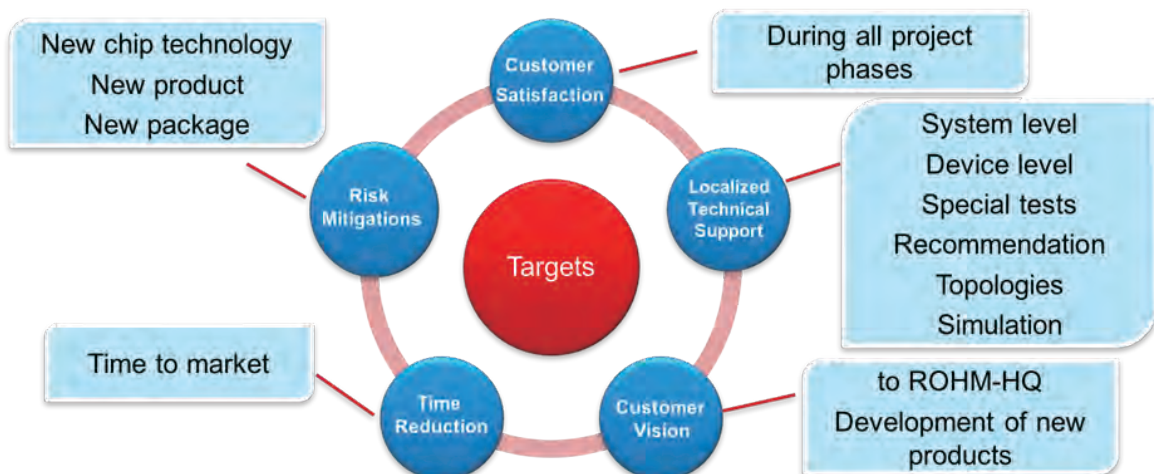 New chip technology
New product
New package
Customer
Satisfaction
During all project
phases
Risk
Mitigations
Localized
Technical
Support
System level
Device level
Special tests
Recommendation
Topologies
Simulation
Targets
Time to market
Time
Reduction
Customer
Vision
to ROHM-HQ
Development of new
products